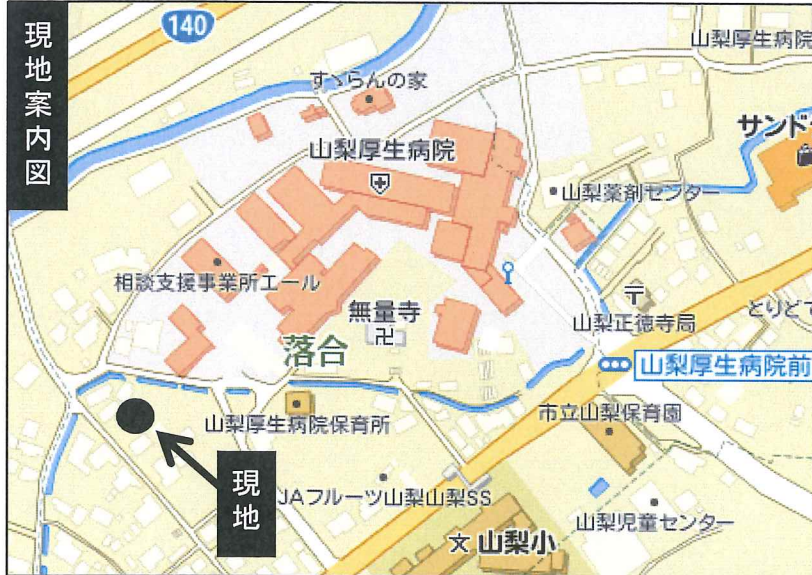 現地案内図
140
山梨厚生病院
すゞらんの家
サンド
山梨厚生病院
山梨薬剤センター
相談支援事業所エール
無量寺
山梨正徳寺局
とりど
落合
山梨厚生病院前
山梨厚生病院保育所
市立山梨保育園
現地
JAフルーツ山梨山梨SS
山梨児童センター
文 山梨小